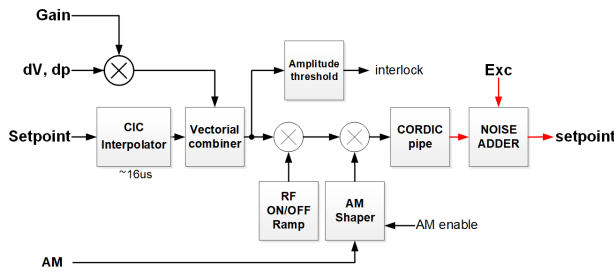 Gain
dV, dp
Amplitude
threshold
interlock
Exc
Setpoint
CIC
Interpolator
Vectorial
combiner
CORDIC
pipe
NOISE
ADDER
setpoint
~16us
RF
ON/OFF
Ramp
AM
Shaper
AM enable
AM